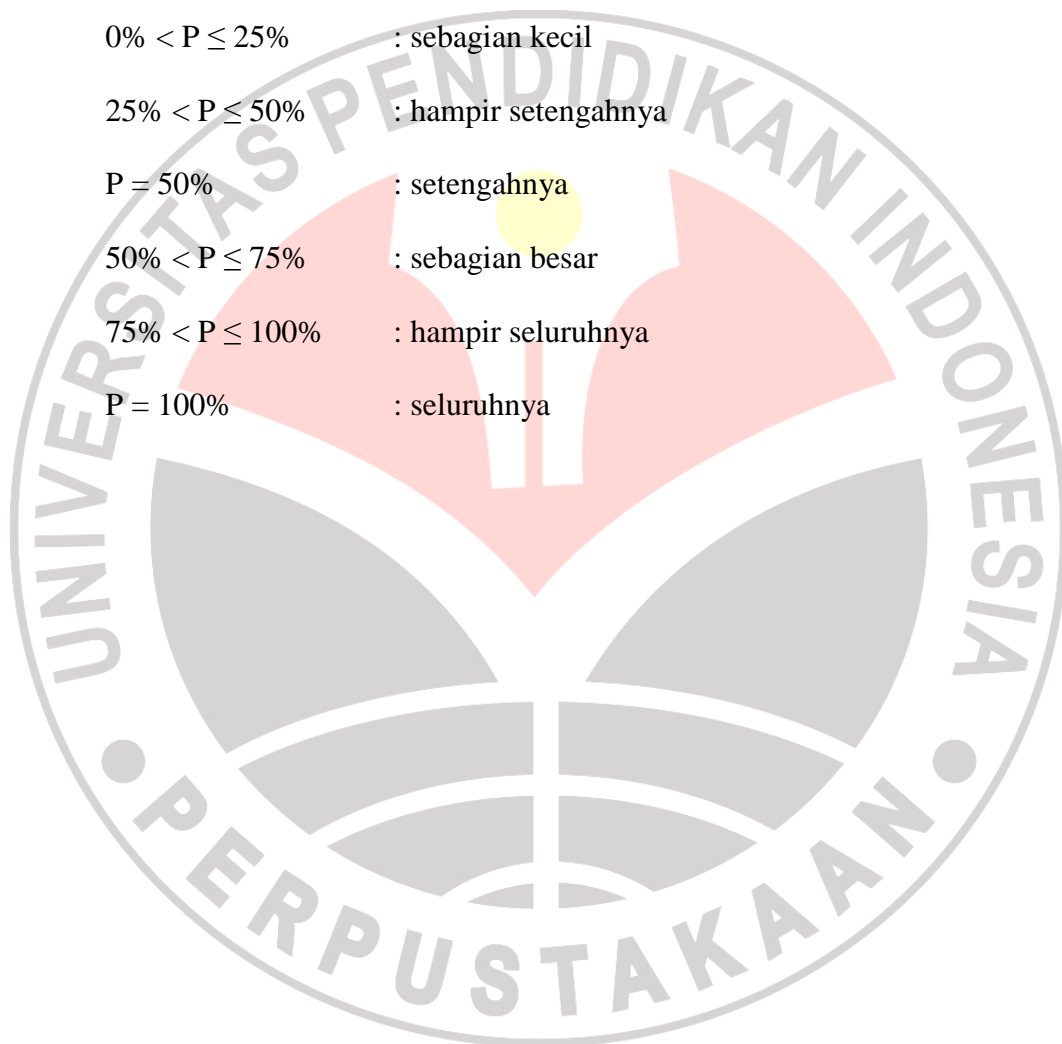 0% < P ≤ 25% : sebagian kecil
25% < P ≤ 50% : hampir setengahnya
P = 50% : setengahnya
50% < P ≤ 75% : sebagian besar
75% < P ≤ 100% : hampir seluruhnya
P = 100% : seluruhnya
UNIVERSITAS PENDIDIKAN INDONESIA
PERPUSTAKAAN